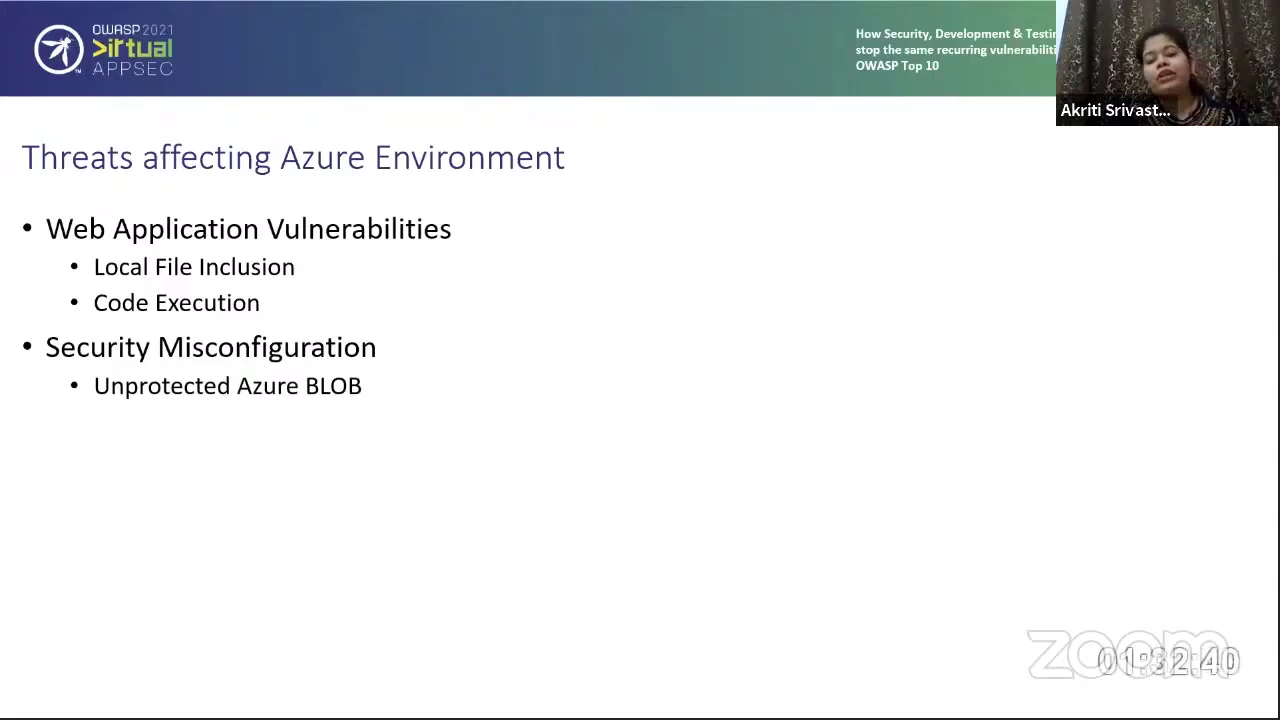 OWASP 2021
Virtual
APPSEC
How Security, Development & Testin
stop the same recurring vulnerabiliti
OWASP Top 10
Akriti Srivast...
Threats affecting Azure Environment
• Web Application Vulnerabilities
• Local File Inclusion
• Code Execution
• Security Misconfiguration
• Unprotected Azure BLOB
zoom
01:32:40